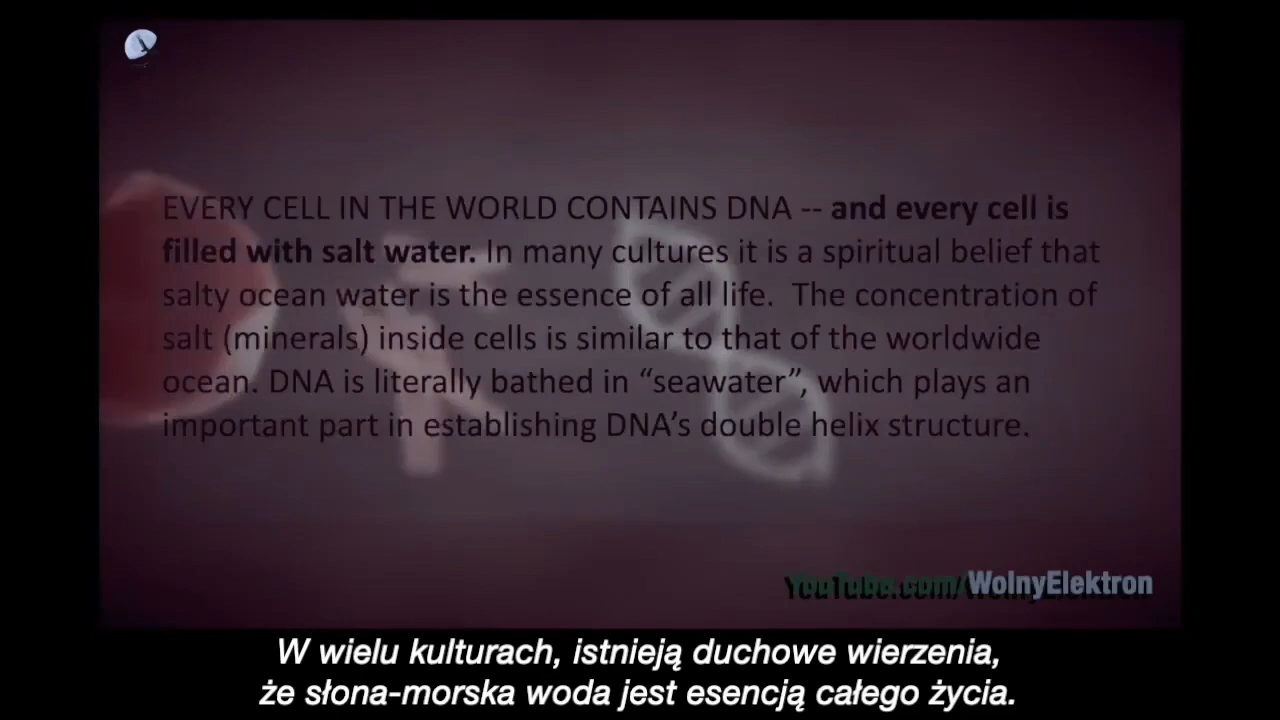 EVERY CELL IN THE WORLD CONTAINS DNA -- and every cell is
filled with salt water. In many cultures it is a spiritual belief that
salty ocean water is the essence of all life.  The concentration of
salt (minerals) inside cells is similar to that of the worldwide
ocean. DNA is literally bathed in “seawater”, which plays an
important part in establishing DNA’s double helix structure.
YouTube.com/WolnyElektron
W wielu kulturach, istnieją duchowe wierzenia,
że słona-morska woda jest esencją całego życia.